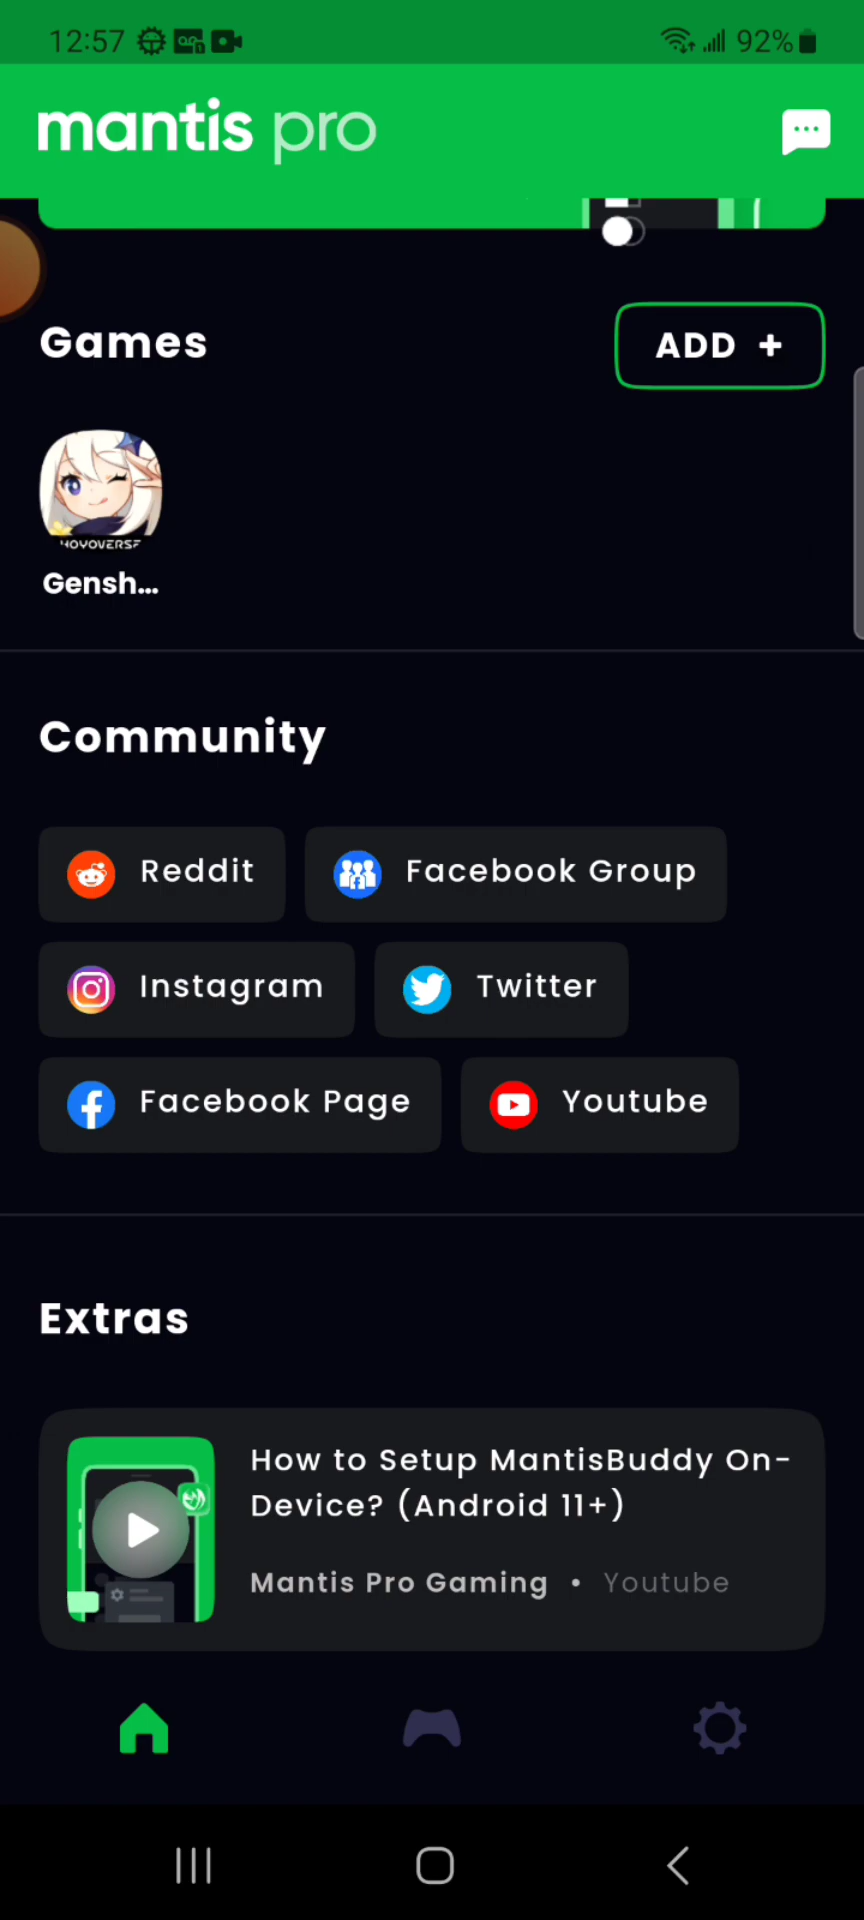 12:57
92%
mantis pro
Games
ADD +
HOYOVERSE
Gensh...
Community
Reddit
Facebook Group
Instagram
Twitter
Facebook Page
Youtube
Extras
How to Setup MantisBuddy On-
Device? (Android 11+)
Mantis Pro Gaming • Youtube